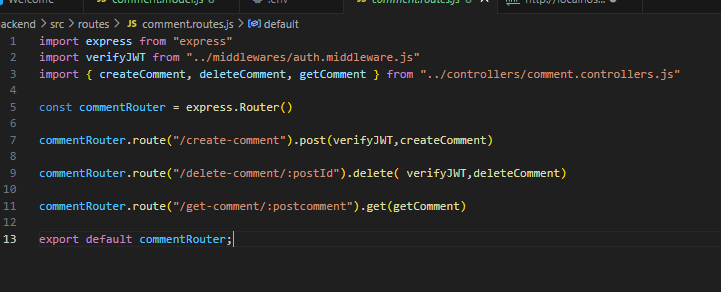 Welcome
JS comment.model.js 6
.env
comment.routes.js 6
http://localhos...
backend > src > routes > JS comment.routes.js > default
1 import express from "express"
2 import verifyJWT from "../middlewares/auth.middleware.js"
3 import { createComment, deleteComment, getComment } from "../controllers/comment.controllers.js"
4
5 const commentRouter = express.Router()
6
7 commentRouter.route("/create-comment").post(verifyJWT,createComment)
8
9 commentRouter.route("/delete-comment/:postId").delete( verifyJWT,deleteComment)
10
11 commentRouter.route("/get-comment/:postcomment").get(getComment)
12
13 export default commentRouter;